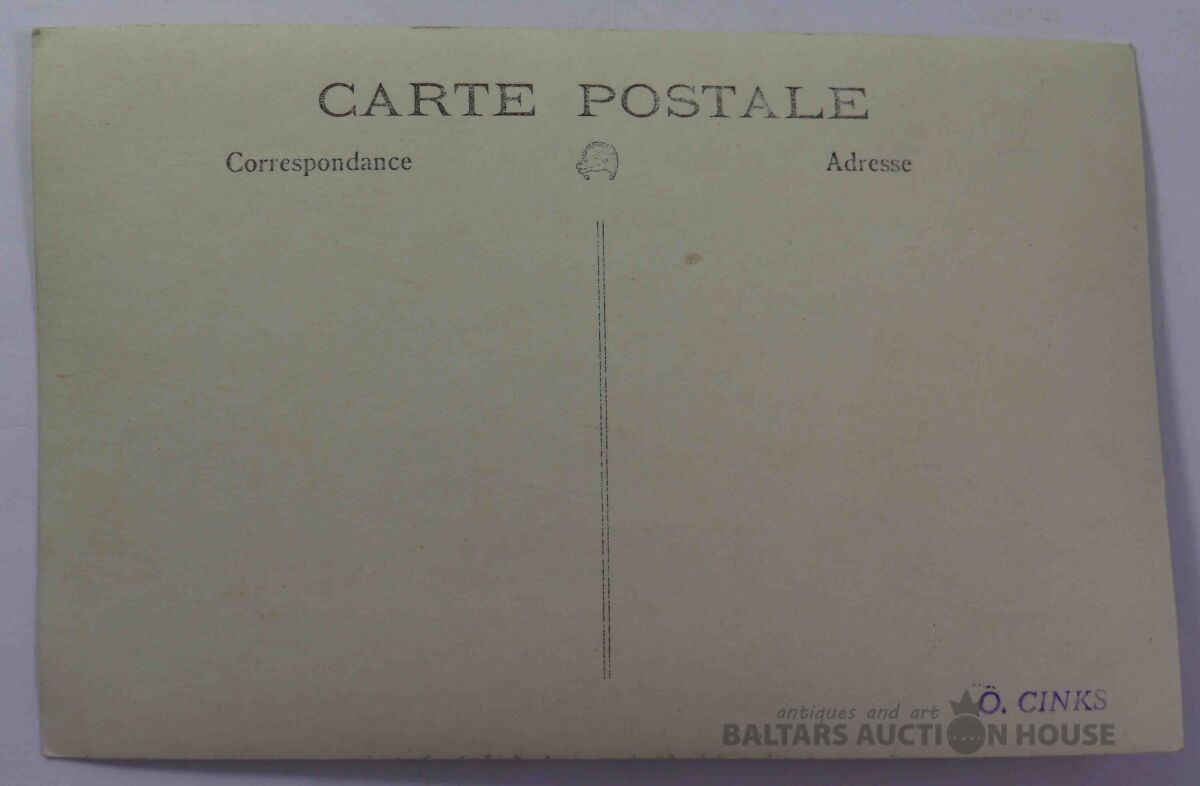 CARTE POSTALE
Correspondance
Adresse
Ö. CINKS
antiques and art
BALTARS AUCTION HOUSE